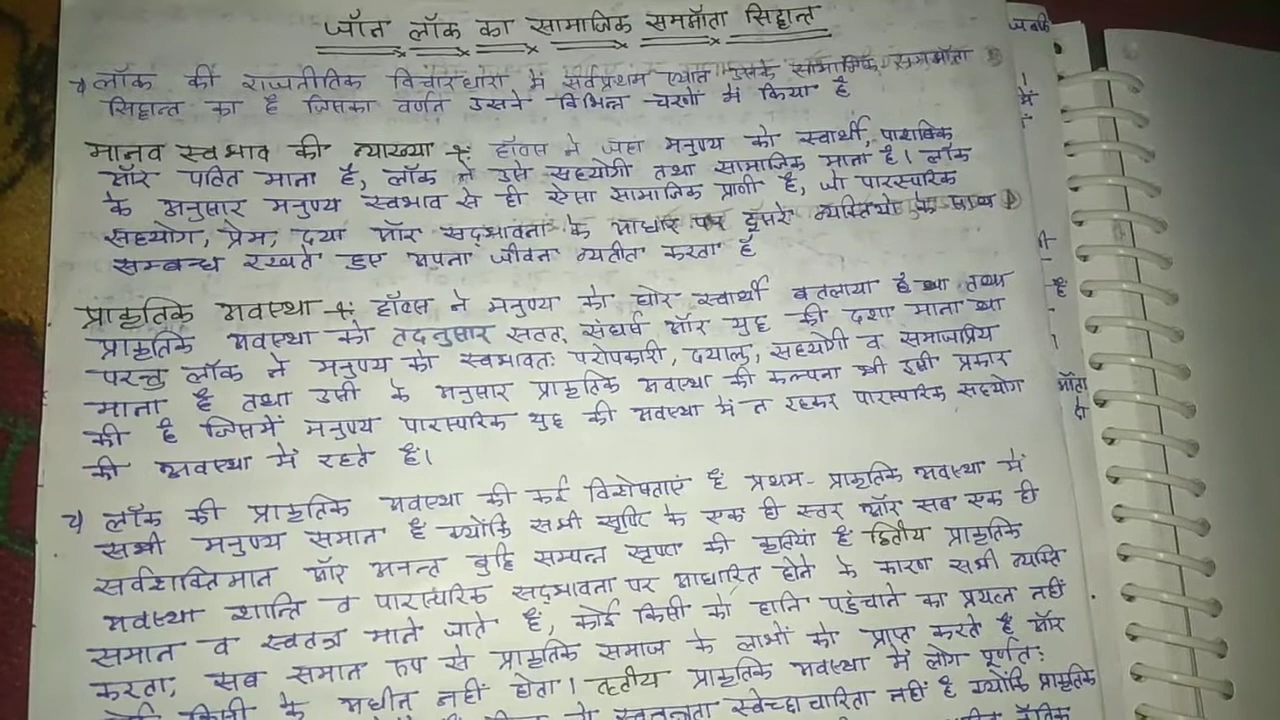 जॉन लॉक का सामाजिक समझौता सिद्धान्त
लॉक की राजनीतिक विचारधारा में सर्वप्रथम स्थान उसके सामाजिक समझौता
सिद्धान्त का है जिसका वर्णन उसने विभिन्न चरणों में किया है
मानव स्वभाव की व्याख्या हॉब्स ने जहां मनुष्य को स्वार्थी, पाशविक
और पतित माना है, लॉक ने उसे सहयोगी तथा सामाजिक माना है। लॉक
के अनुसार मनुष्य स्वभाव से ही ऐसा सामाजिक प्राणी है, जो पारस्परिक
सहयोग, प्रेम, दया और सद्‌भावना के आधार पर दूसरे व्यक्तियों के साथ
सम्बन्ध रखते हुए अपना जीवन व्यतीत करता है
प्राकृतिक अवस्था हॉब्स ने मनुष्य को घोर स्वार्थी बतलाया है तथा
प्राकृतिक अवस्था को तदनुसार सतत् संघर्ष और युद्ध की दशा माना था
परन्तु लॉक ने मनुष्य को स्वभावतः परोपकारी, दयालु, सहयोगी व समाजप्रिय
माना है तथा उसी के अनुसार प्राकृतिक अवस्था की कल्पना भी उसी प्रकार
की है जिसमें मनुष्य पारस्परिक युद्ध की अवस्था में न रहकर पारस्परिक सहयोग
की अवस्था में रहते हैं।
लॉक की प्राकृतिक अवस्था की कई विशेषताएं हैं प्रथम- प्राकृतिक अवस्था में
सभी मनुष्य समान हैं क्योंकि सभी सृष्टि के एक ही स्तर और सब एक ही
सर्वशक्तिमान और अनन्त बुद्धि सम्पन्न सृष्टा की कृतियां हैं द्वितीय प्राकृतिक
अवस्था शान्ति व पारस्परिक सद्‌भावना पर आधारित होने के कारण सभी व्यक्ति
समान व स्वतन्त्र माने जाते हैं, कोई किसी को हानि पहुंचाने का प्रयत्न नहीं
करता, सब समान रूप से प्राकृतिक समाज के लाभों को प्राप्त करते हैं और
के अधीन नहीं होता। तृतीय प्राकृतिक अवस्था में लोग पूर्णतः
स्वतन्त्रता स्वेच्छाचारिता नहीं है क्योंकि प्राकृतिक